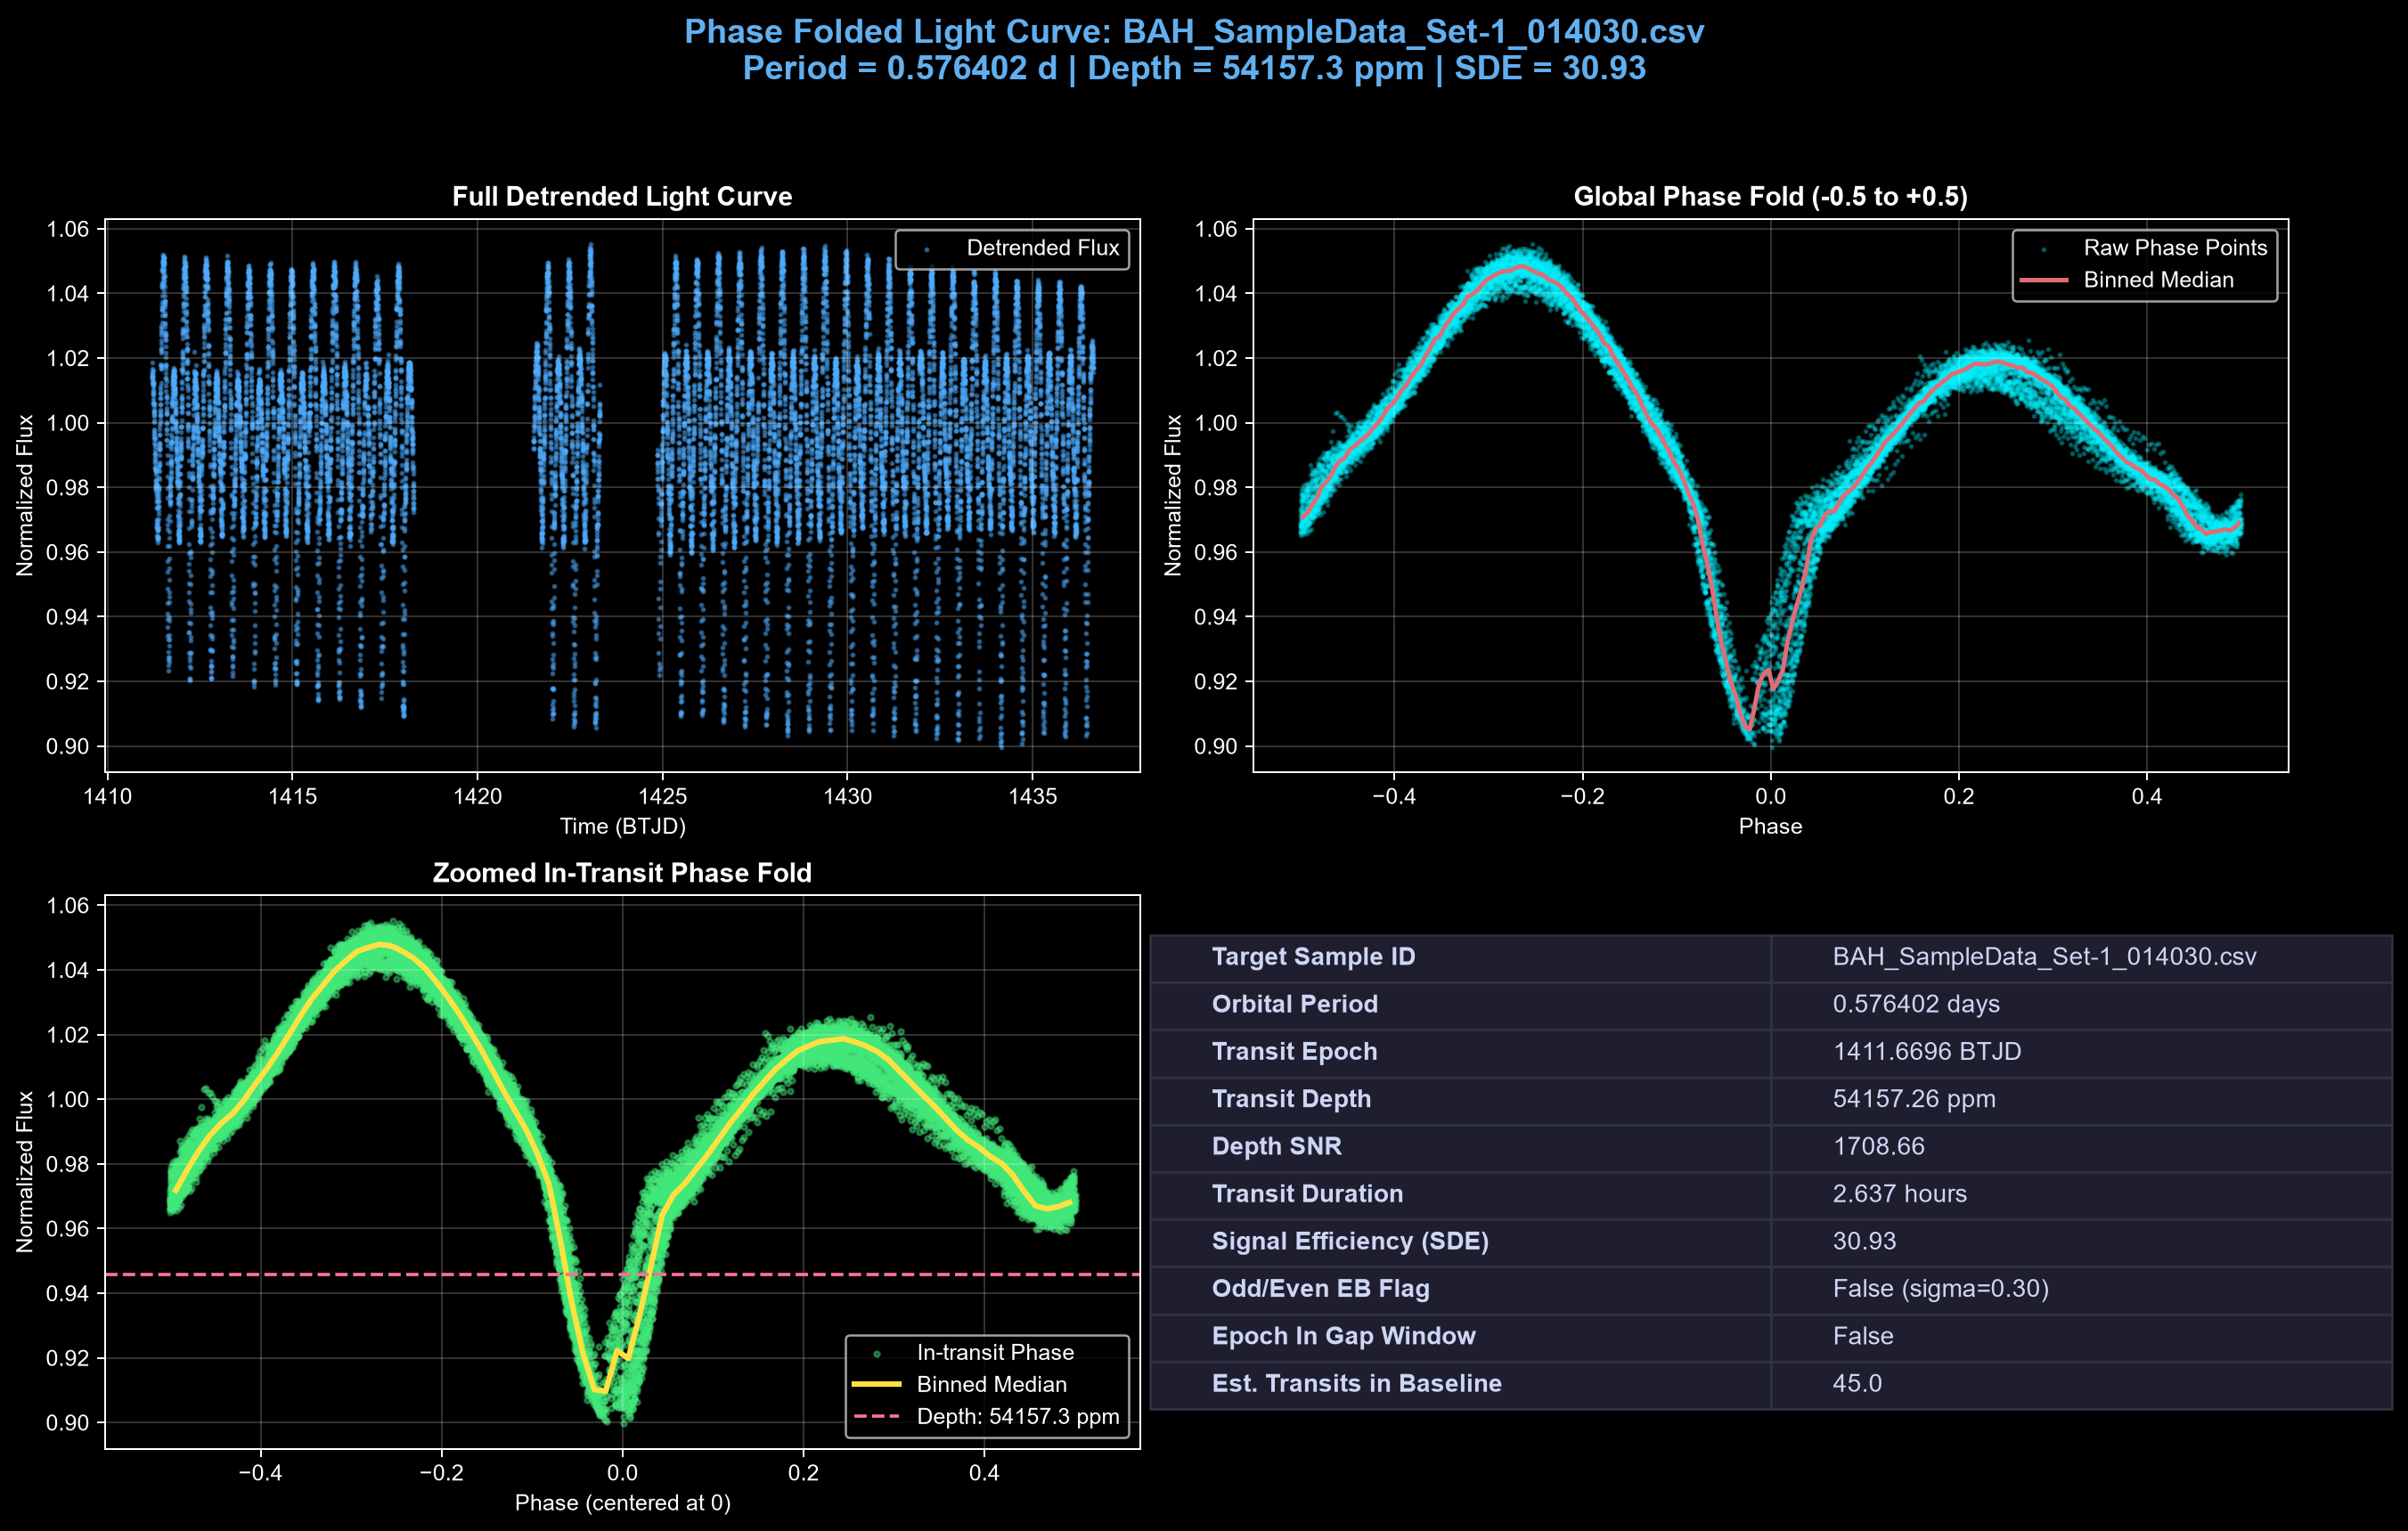 Phase Folded Light Curve: BAH_SampleData_Set-1_014030.csv
Period = 0.576402 d | Depth = 54157.3 ppm | SDE = 30.93
Full Detrended Light Curve
1.06
1.04
1.02
1.00
0.98
0.96
0.94
0.92
0.90
Normalized Flux
Detrended Flux
1410
1415
1420
1425
1430
1435
Time (BTJD)
Global Phase Fold (-0.5 to +0.5)
1.06
1.04
1.02
1.00
0.98
0.96
0.94
0.92
0.90
Normalized Flux
Raw Phase Points
Binned Median
−0.4
−0.2
0.0
0.2
0.4
Phase
Zoomed In-Transit Phase Fold
1.06
1.04
1.02
1.00
0.98
0.96
0.94
0.92
0.90
Normalized Flux
In-transit Phase
Binned Median
Depth: 54157.3 ppm
−0.4
−0.2
0.0
0.2
0.4
Phase (centered at 0)
Target Sample ID BAH_SampleData_Set-1_014030.csv
Orbital Period 0.576402 days
Transit Epoch 1411.6696 BTJD
Transit Depth 54157.26 ppm
Depth SNR 1708.66
Transit Duration 2.637 hours
Signal Efficiency (SDE) 30.93
Odd/Even EB Flag False (sigma=0.30)
Epoch In Gap Window False
Est. Transits in Baseline 45.0